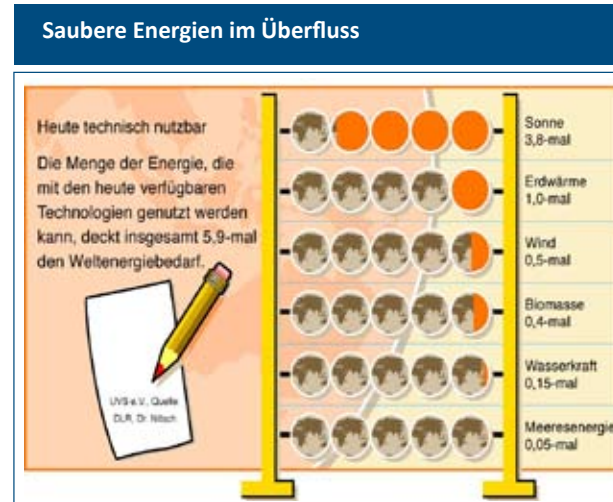 Saubere Energien im Überfluss
Heute technisch nutzbar
Die Menge der Energie, die
mit den heute verfügbaren
Technologien genutzt werden
kann, deckt insgesamt 5,9-mal
den Weltenergiebedarf.
UVS e.V., Quelle
DLR, Dr. Nitsch
Sonne
3,8-mal
Erdwärme
1,0-mal
Wind
0,5-mal
Biomasse
0,4-mal
Wasserkraft
0,15-mal
Meeresenergie
0,05-mal